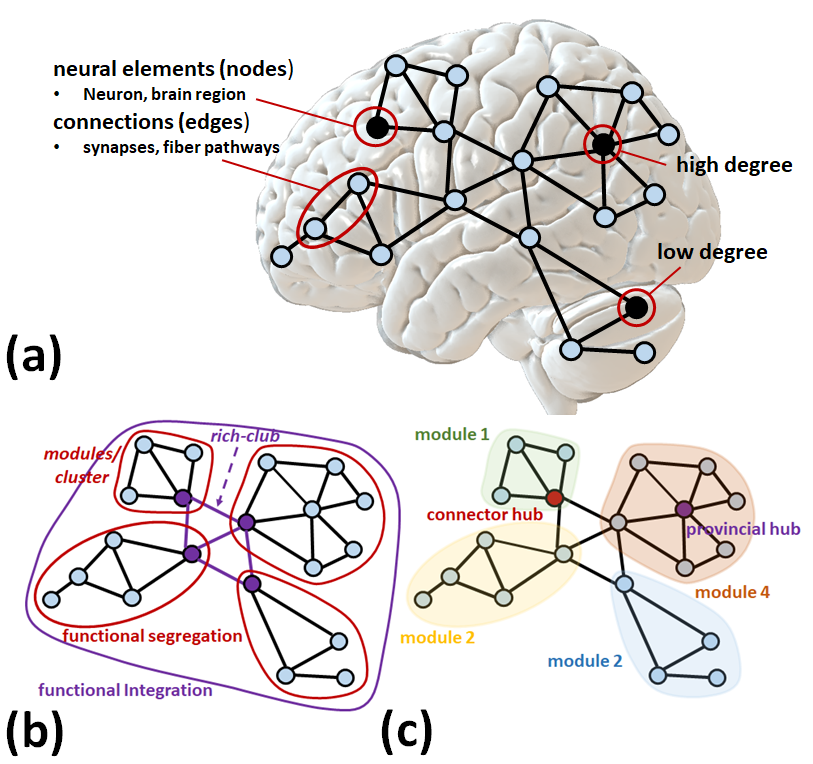 neural elements (nodes)
• Neuron, brain region
connections (edges)
• synapses, fiber pathways
high degree
low degree
(a)
rich-club
modules/
cluster
functional segregation
functional Integration
(b)
module 1
connector hub
provincial hub
module 4
module 2
module 2
(c)